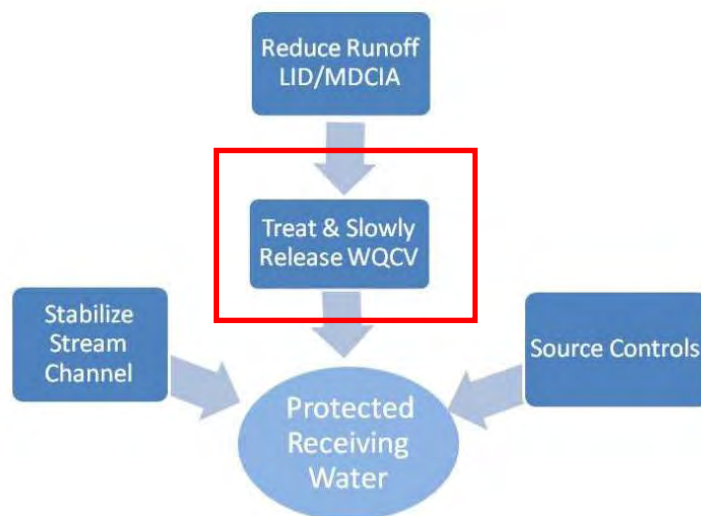 Reduce Runoff
LID/MDCIA
Treat & Slowly
Release WQCV
Stabilize
Stream
Channel
Source Controls
Protected
Receiving
Water